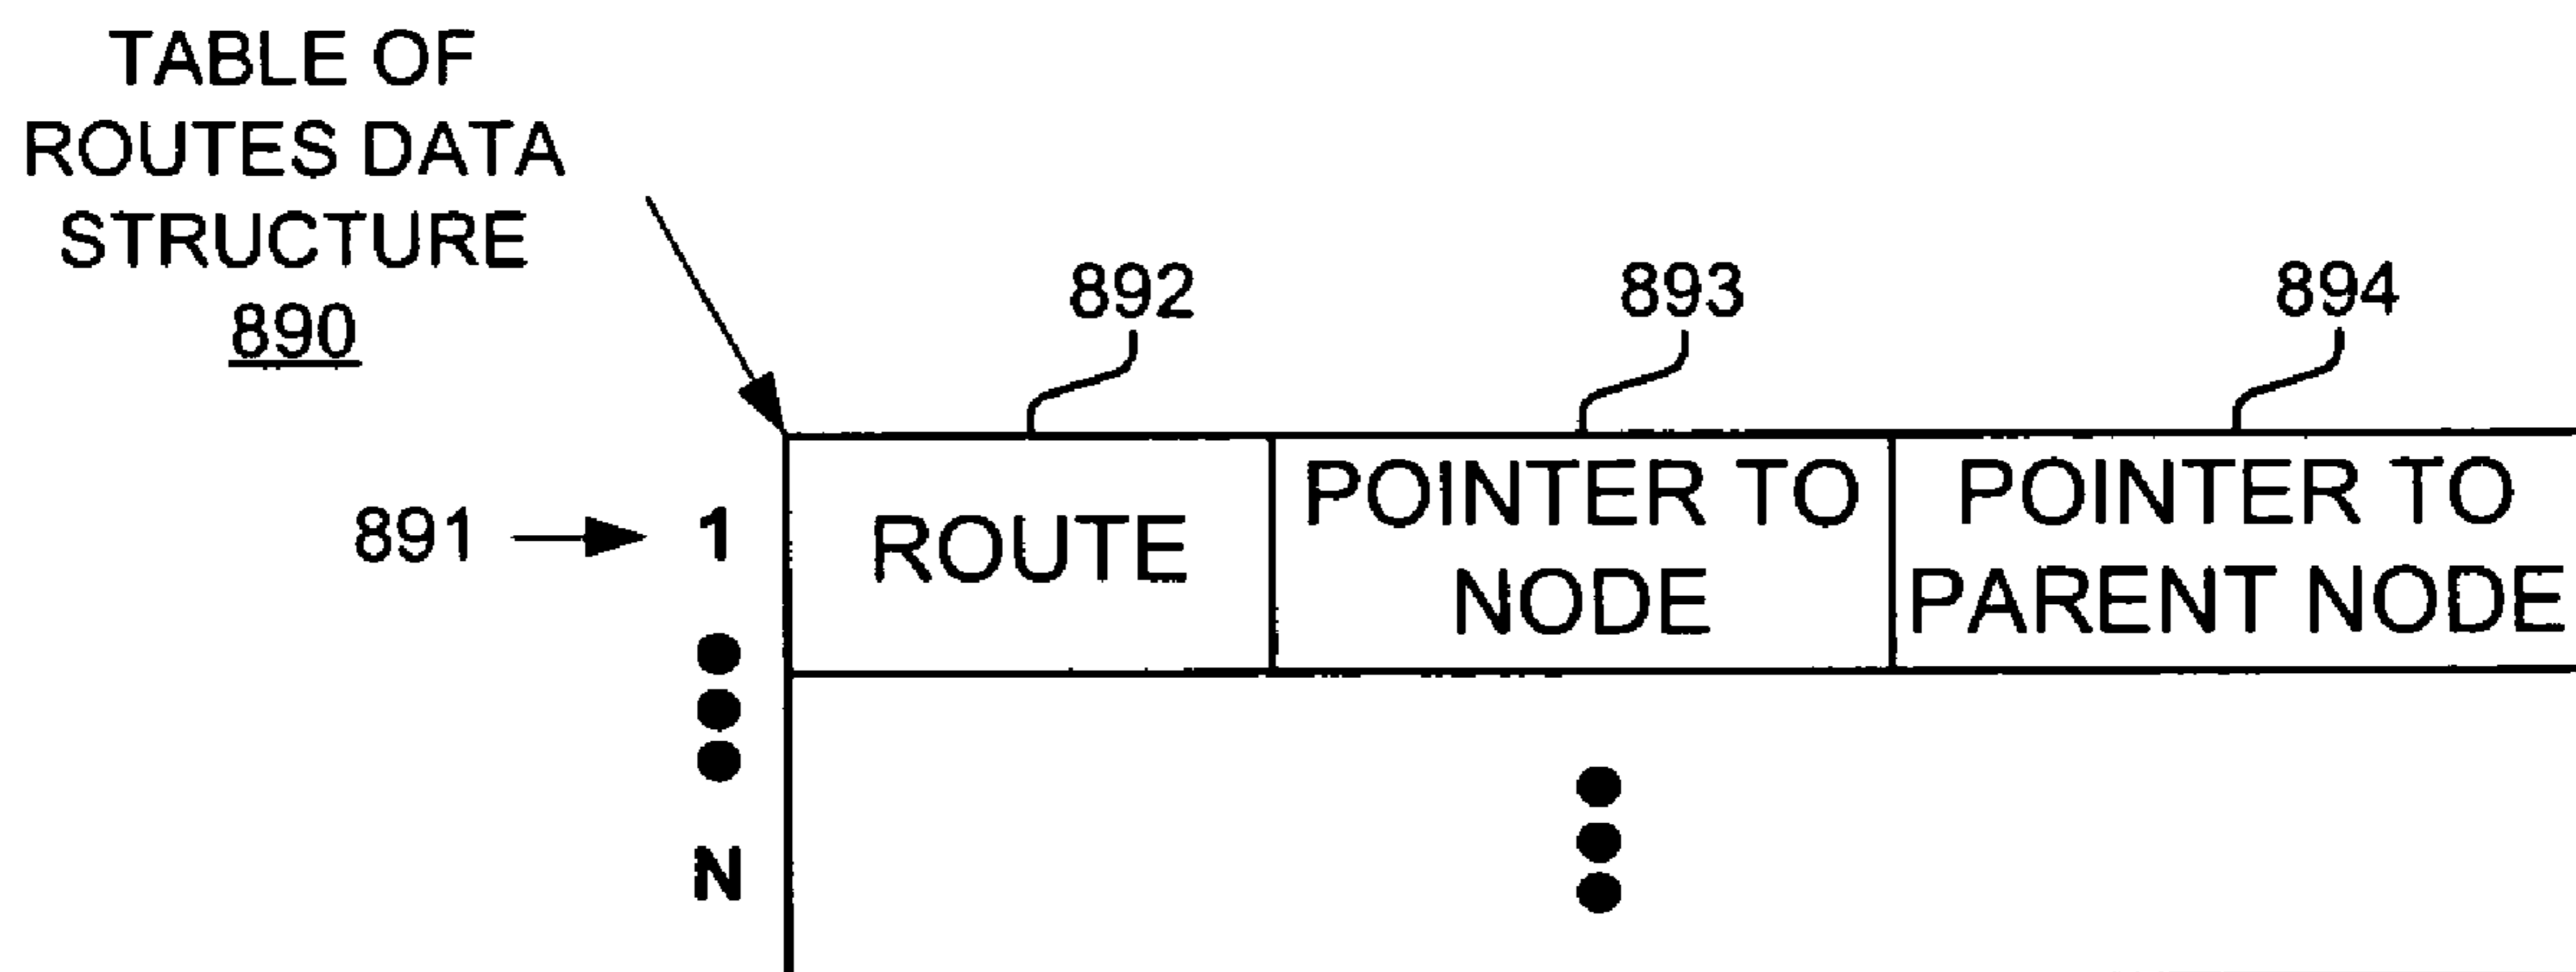 TABLE OF
ROUTES DATA
STRUCTURE
890
892
893
894
891
1
ROUTE
POINTER TO
NODE
POINTER TO
PARENT NODE
N